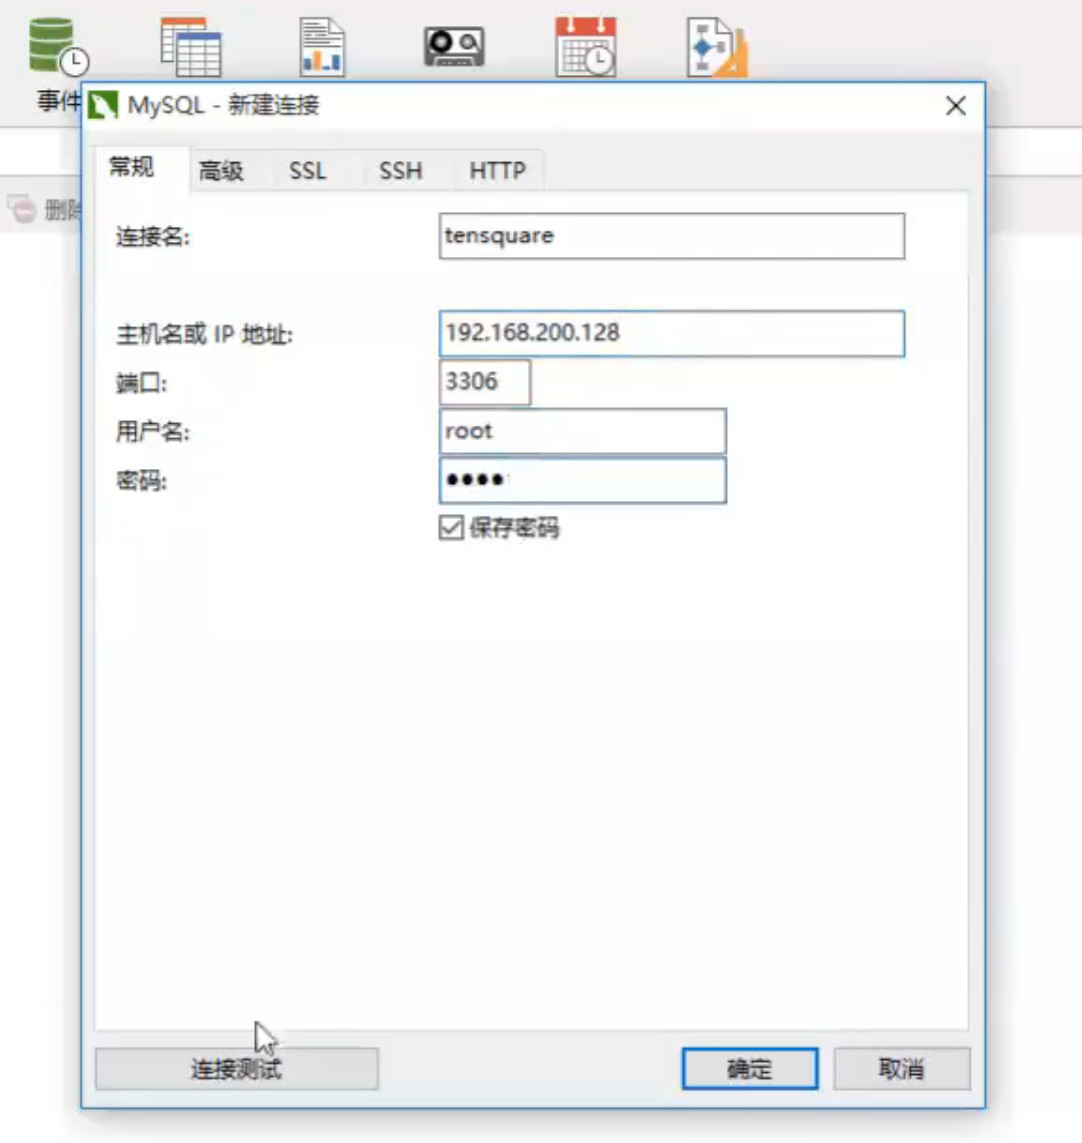 事件
MySQL - 新建连接
常规 高级 SSL SSH HTTP
删除
连接名: tensquare
主机名或 IP 地址: 192.168.200.128
端口: 3306
用户名: root
密码: ●●●●
保存密码
连接测试 确定 取消